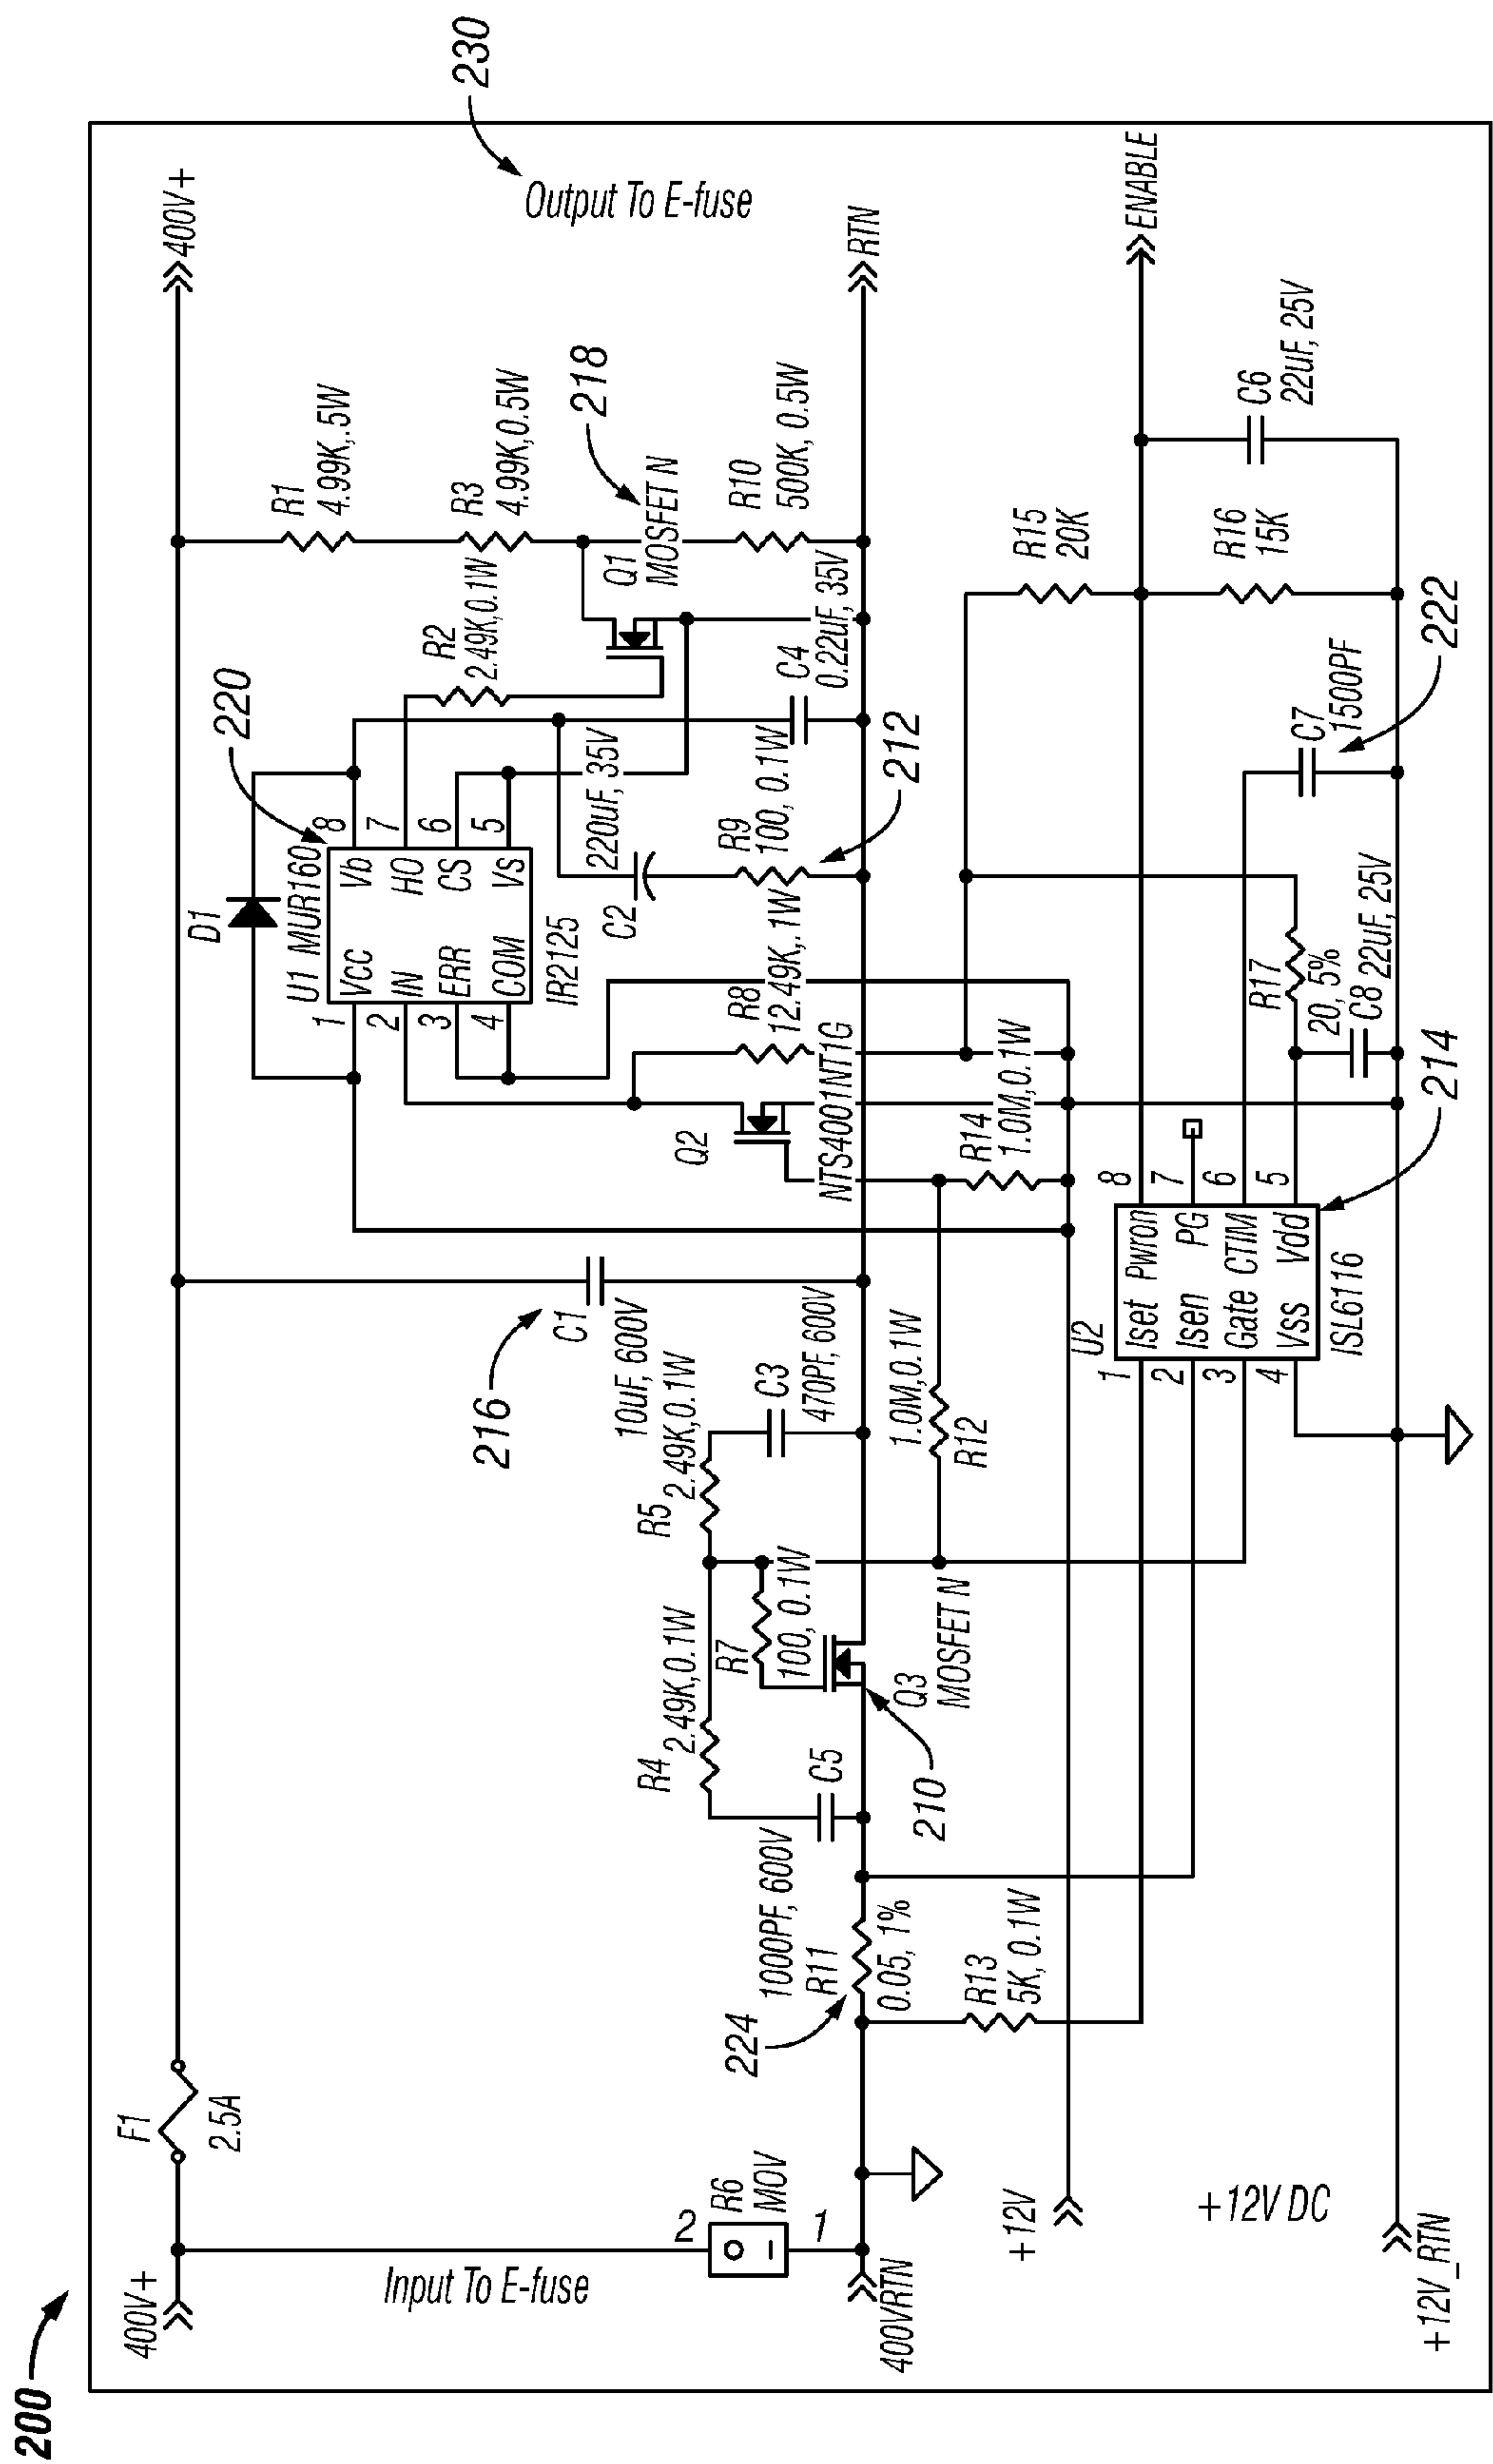 200
400V+
F1
2.5A
400V+
Input To E-fuse
230
Output To E-fuse
2
R6
MOV
1
400VRTN
224
1000PF, 600V
R11
0.05, 1%
R13
5K, 0.1W
R4
2.49K,0.1W
C5
R7
100, 0.1W
210
Q3
MOSFET N
R5
2.49K,0.1W
C3
470PF, 600V
216
C1
10uF, 600V
R12
1.0M,0.1W
D1
220
U1 MUR160
1
Vcc
Vb
8
2
IN
HO
7
3
ERR
CS
6
4
COM
Vs
5
IR2125
Q2
NTS4001NT1G
R8
12.49K,.1W
R14
1.0M,0.1W
C2
220uF, 35V
R9
100, 0.1W
212
R2
2.49K,0.1W
C4
0.22uF, 35V
Q1
MOSFET N
218
R1
4.99K,.5W
R3
4.99K,0.5W
R10
500K, 0.5W
RTN
+12V
+12V DC
+12V_RTN
U2
1
Iset
Pwron
8
2
Isen
PG
7
3
Gate
CTIM
6
4
Vss
Vdd
5
ISL6116
214
R17
20, 5%
C8
22uF, 25V
C7
1500PF
222
R15
20K
R16
15K
C6
22uF, 25V
ENABLE